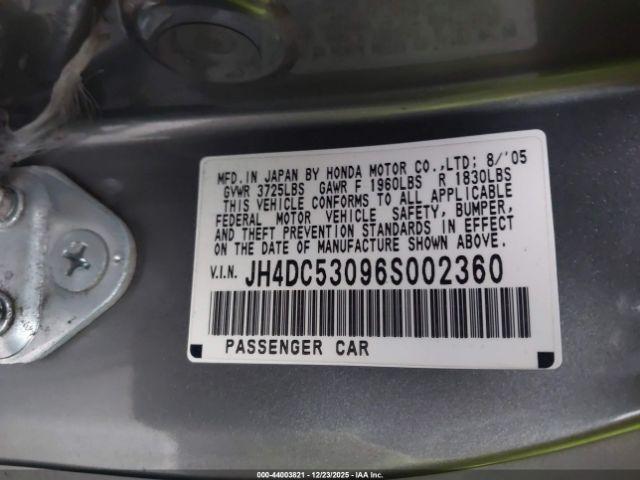 MFD.IN JAPAN BY HONDA MOTOR CO.,LTD; 8/'05
GVWR 3725LBS GAWR F 1960LBS R 1830LBS
THIS VEHICLE CONFORMS TO ALL APPLICABLE
FEDERAL MOTOR VEHICLE SAFETY, BUMPER,
AND THEFT PREVENTION STANDARDS IN EFFECT
ON THE DATE OF MANUFACTURE SHOWN ABOVE.
V.I.N. JH4DC53096S002360
PASSENGER CAR
000-44003821 - 12/23/2025 - IAA Inc.